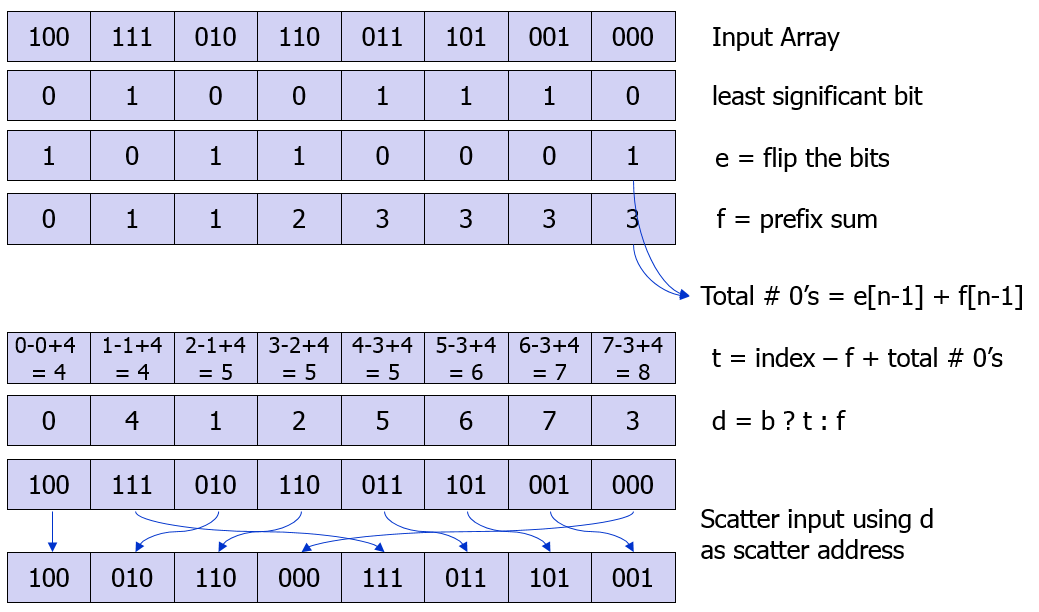 100 111 010 110 011 101 001 000 Input Array
0 1 0 0 1 1 1 0 least significant bit
1 0 1 1 0 0 0 1 e = flip the bits
0 1 1 2 3 3 3 3 f = prefix sum
Total # 0’s = e[n-1] + f[n-1]
0-0+4 1-1+4 2-1+4 3-2+4 4-3+4 5-3+4 6-3+4 7-3+4
= 4 = 4 = 5 = 5 = 5 = 6 = 7 = 8
t = index – f + total # 0’s
0 4 1 2 5 6 7 3 d = b ? t : f
100 111 010 110 011 101 001 000
Scatter input using d
as scatter address
100 010 110 000 111 011 101 001